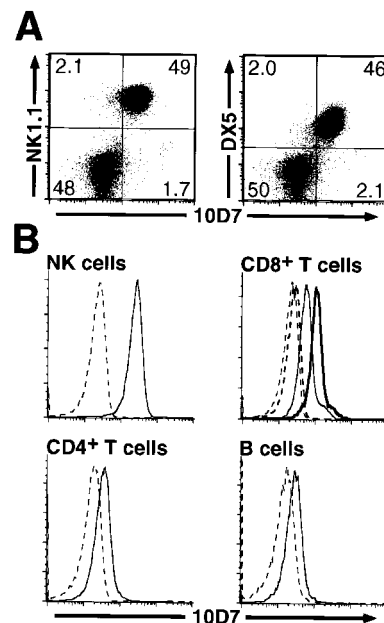 A
2.1 49
NK1.1
48 1.7
2.0 46
DX5
50 2.1
10D7
B
NK cells
CD8+ T cells
CD4+ T cells
B cells
10D7